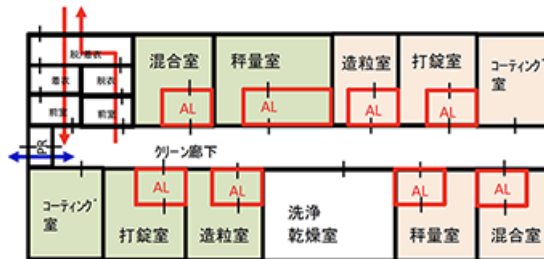 脱/着衣
混合室
秤量室
造粒室
打錠室
コーティング
室
着衣
脱衣
前室
前室
AL
AL
AL
AL
PR
クリーン廊下
AL
AL
AL
AL
コーティング
室
打錠室
造粒室
洗浄
乾燥室
秤量室
混合室